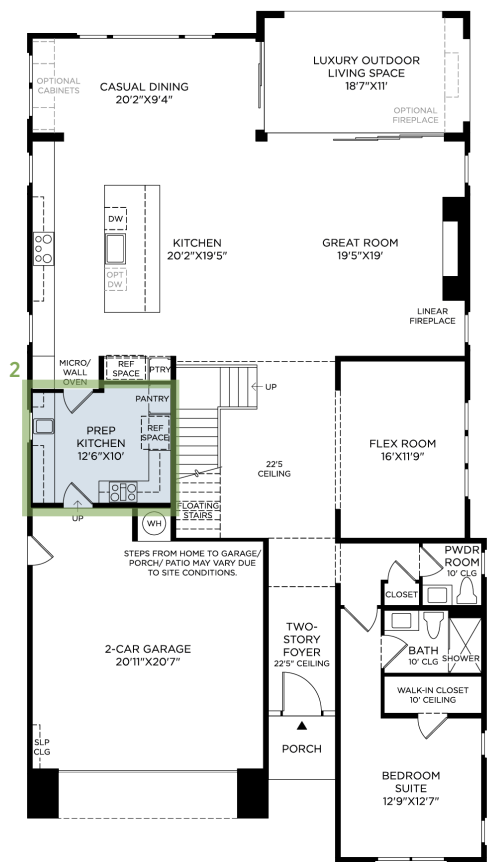 OPTIONAL
CABINETS
CASUAL DINING
20'2"X9'4"
LUXURY OUTDOOR
LIVING SPACE
18'7"X11'
OPTIONAL
FIREPLACE
DW
OPT
DW
KITCHEN
20'2"X19'5"
GREAT ROOM
19'5"X19'
LINEAR
FIREPLACE
2
MICRO/
WALL
OVEN
REF
SPACE
PTRY
UP
PANTRY
REF
SPACE
PREP
KITCHEN
12'6"X10'
UP
22'5
CEILING
FLEX ROOM
16'X11'9"
FLOATING
STAIRS
WH
STEPS FROM HOME TO GARAGE/
PORCH/ PATIO MAY VARY DUE
TO SITE CONDITIONS.
PWDR
ROOM
10' CLG
CLOSET
TWO-
STORY
FOYER
22'5" CEILING
BATH
10' CLG
SHOWER
2-CAR GARAGE
20'11"X20'7"
WALK-IN CLOSET
10' CEILING
SLP
CLG
PORCH
BEDROOM
SUITE
12'9"X12'7"